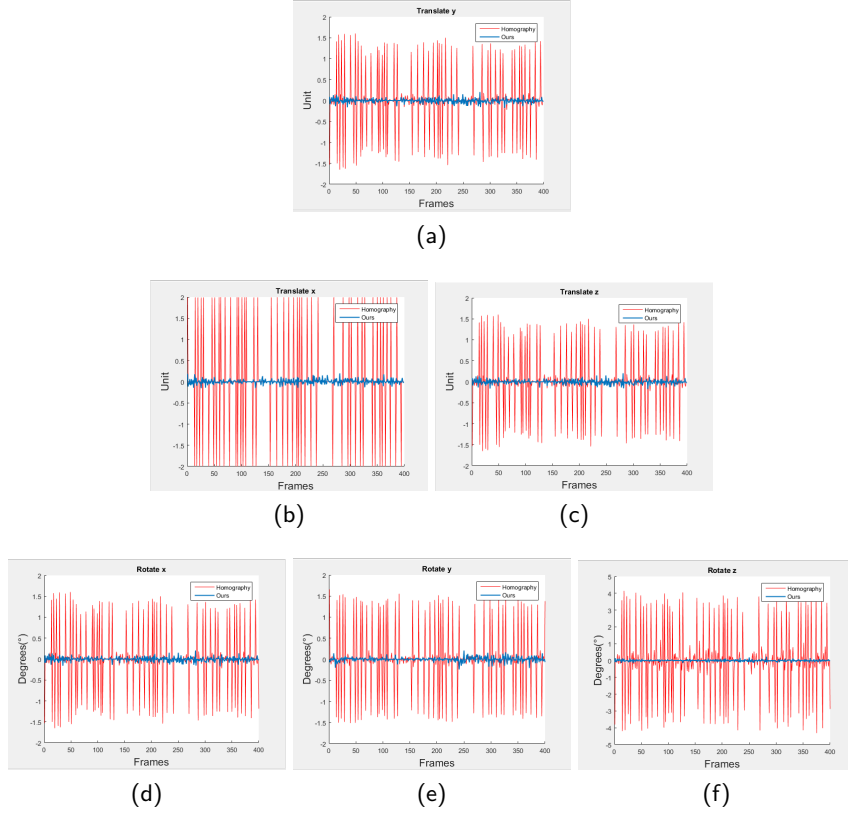 Translate y
Homography
Ours
Unit
2
1.5
1
0.5
0
-0.5
-1
-1.5
-2
0 50 100 150 200 250 300 350 400
Frames
(a)
Translate x
Homography
Ours
Unit
2
1.5
1
0.5
0
-0.5
-1
-1.5
-2
0 50 100 150 200 250 300 350 400
Frames
(b)
Translate z
Homography
Ours
Unit
2
1.5
1
0.5
0
-0.5
-1
-1.5
-2
0 50 100 150 200 250 300 350 400
Frames
(c)
Rotate x
Homography
Ours
Degrees(°)
2
1.5
1
0.5
0
-0.5
-1
-1.5
-2
0 50 100 150 200 250 300 350 400
Frames
(d)
Rotate y
Homography
Ours
Degrees(°)
2
1.5
1
0.5
0
-0.5
-1
-1.5
-2
0 50 100 150 200 250 300 350 400
Frames
(e)
Rotate z
Homography
Ours
Degrees(°)
5
4
3
2
1
0
-1
-2
-3
-4
-5
0 50 100 150 200 250 300 350 400
Frames
(f)